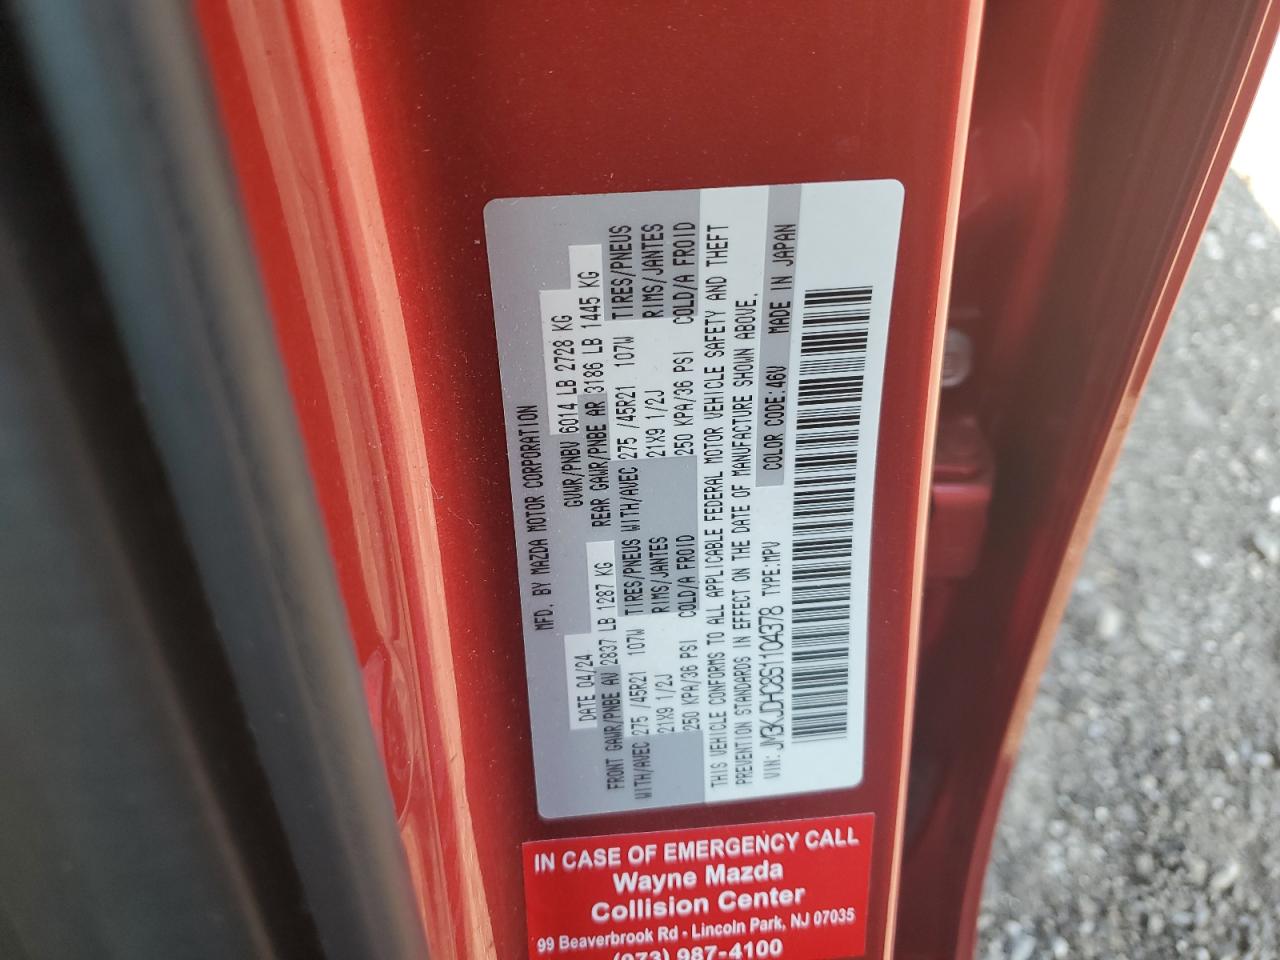 MFD. BY MAZDA MOTOR CORPORATION
DATE 04/24 GVWR/PNBV 6014 LB 2728 KG
FRONT GAWR/PNBE AV 2837 LB 1287 KG REAR GAWR/PNBE AR 3186 LB 1445 KG
WITH/AVEC 275 /45R21 107W TIRES/PNEUS WITH/AVEC 275 /45R21 107W TIRES/PNEUS
21X9 1/2J RIMS/JANTES 21X9 1/2J RIMS/JANTES
250 KPA/36 PSI COLD/A FROID 250 KPA/36 PSI COLD/A FROID
THIS VEHICLE CONFORMS TO ALL APPLICABLE FEDERAL MOTOR VEHICLE SAFETY AND THEFT
PREVENTION STANDARDS IN EFFECT ON THE DATE OF MANUFACTURE SHOWN ABOVE.
VIN: JM3KJDHC8S1104378 TYPE:MPV COLOR CODE:46V MADE IN JAPAN
IN CASE OF EMERGENCY CALL
Wayne Mazda
Collision Center
99 Beaverbrook Rd - Lincoln Park, NJ 07035
(973) 987-4100